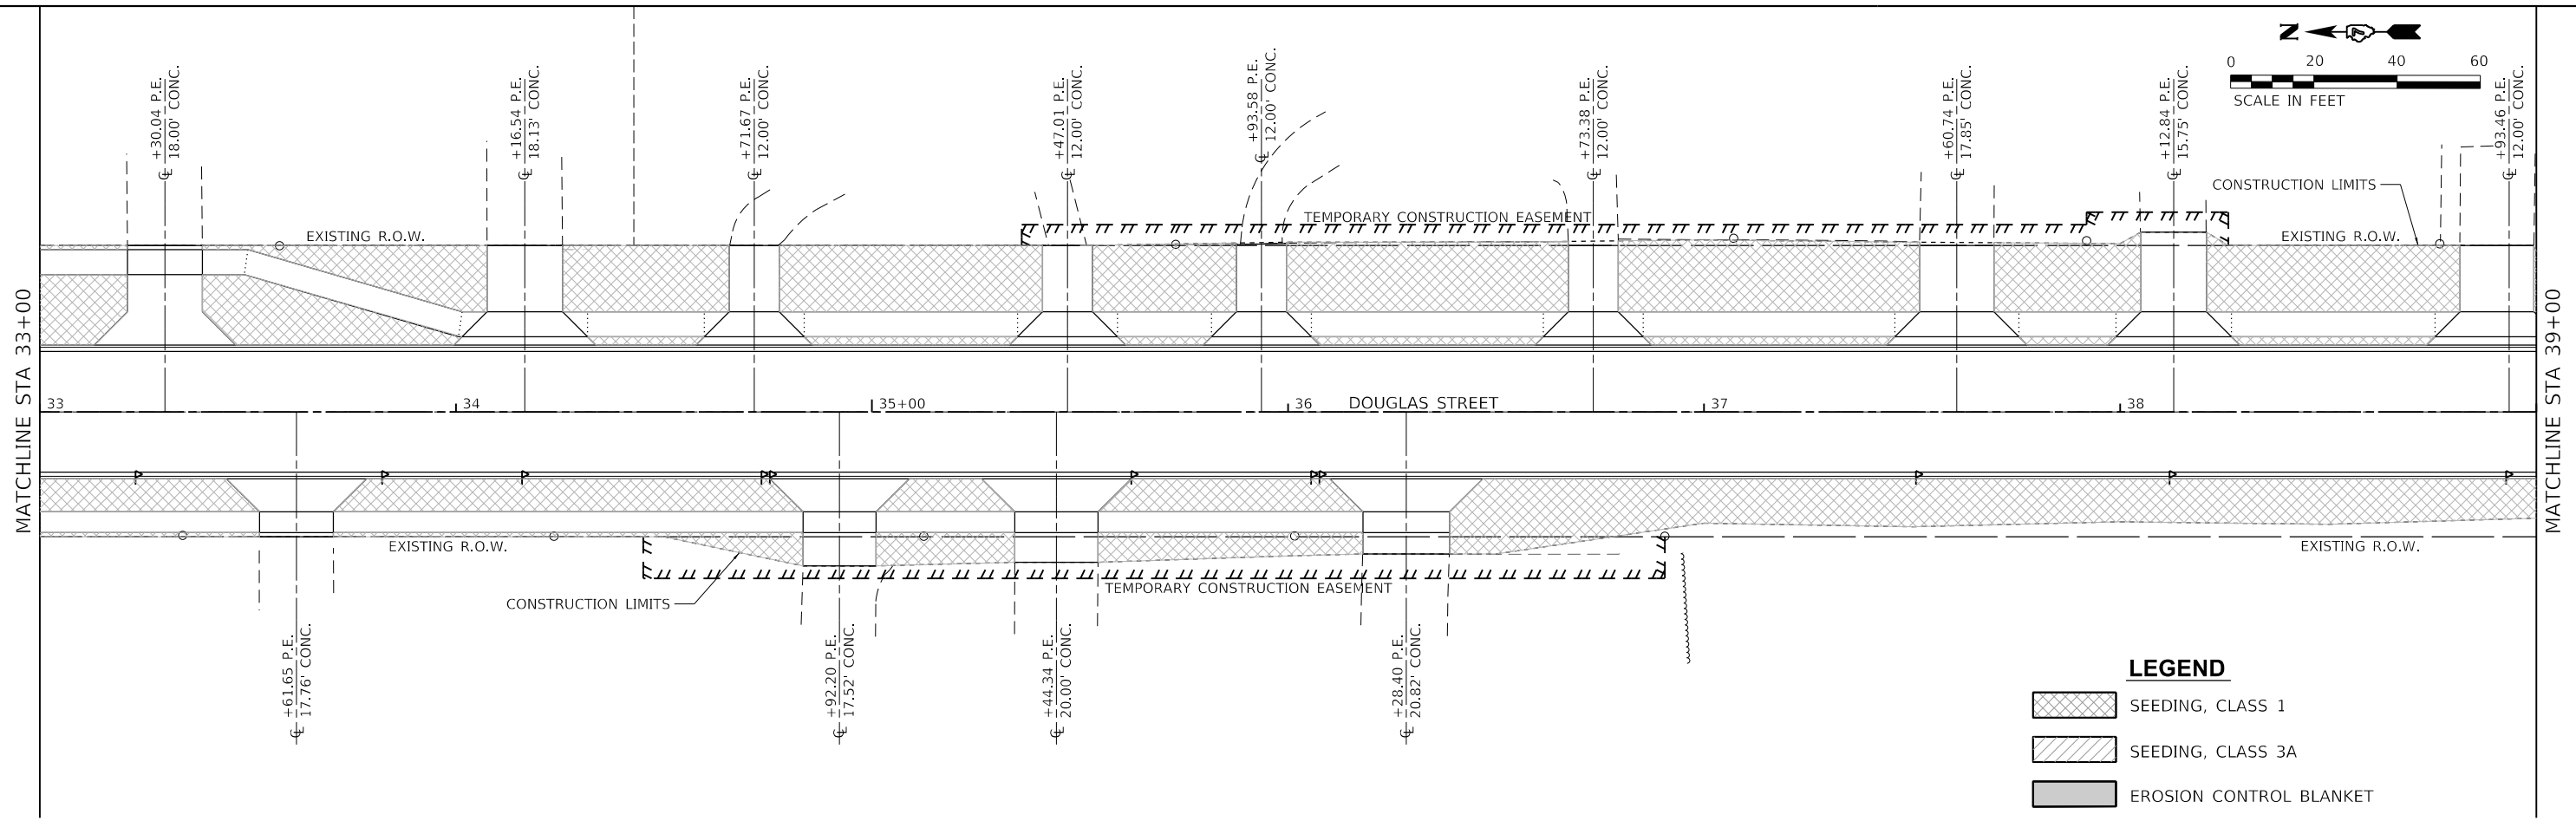 N
0 20 40 60
SCALE IN FEET
+30.04 P.E.
18.00' CONC.
℄
+16.54 P.E.
18.13' CONC.
℄
+71.67 P.E.
12.00' CONC.
℄
+47.01 P.E.
12.00' CONC.
℄
+93.58 P.E.
12.00' CONC.
℄
+73.38 P.E.
12.00' CONC.
℄
+60.74 P.E.
17.85' CONC.
℄
+12.84 P.E.
15.75' CONC.
℄
+93.46 P.E.
12.00' CONC.
℄
CONSTRUCTION LIMITS
TEMPORARY CONSTRUCTION EASEMENT
EXISTING R.O.W.
EXISTING R.O.W.
MATCHLINE STA 33+00
MATCHLINE STA 39+00
33 34 35+00 36 DOUGLAS STREET 37 38
EXISTING R.O.W.
EXISTING R.O.W.
TEMPORARY CONSTRUCTION EASEMENT
CONSTRUCTION LIMITS
+61.65 P.E.
17.76' CONC.
℄
+92.20 P.E.
17.52' CONC.
℄
+44.34 P.E.
20.00' CONC.
℄
+28.40 P.E.
20.82' CONC.
℄
LEGEND
SEEDING, CLASS 1
SEEDING, CLASS 3A
EROSION CONTROL BLANKET